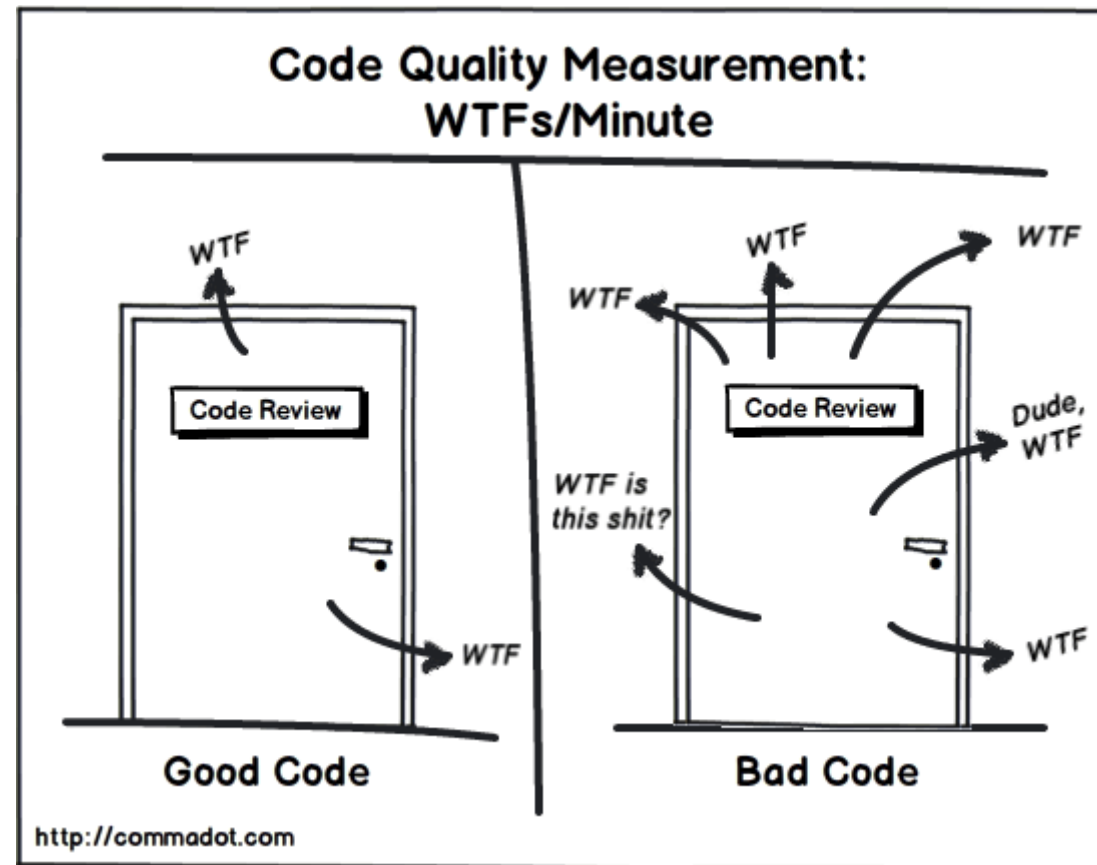 Code Quality Measurement:
WTFs/Minute
WTF
Code Review
WTF
Good Code
WTF
WTF
WTF
Code Review
Dude,
WTF
WTF is
this shit?
WTF
Bad Code
http://commadot.com